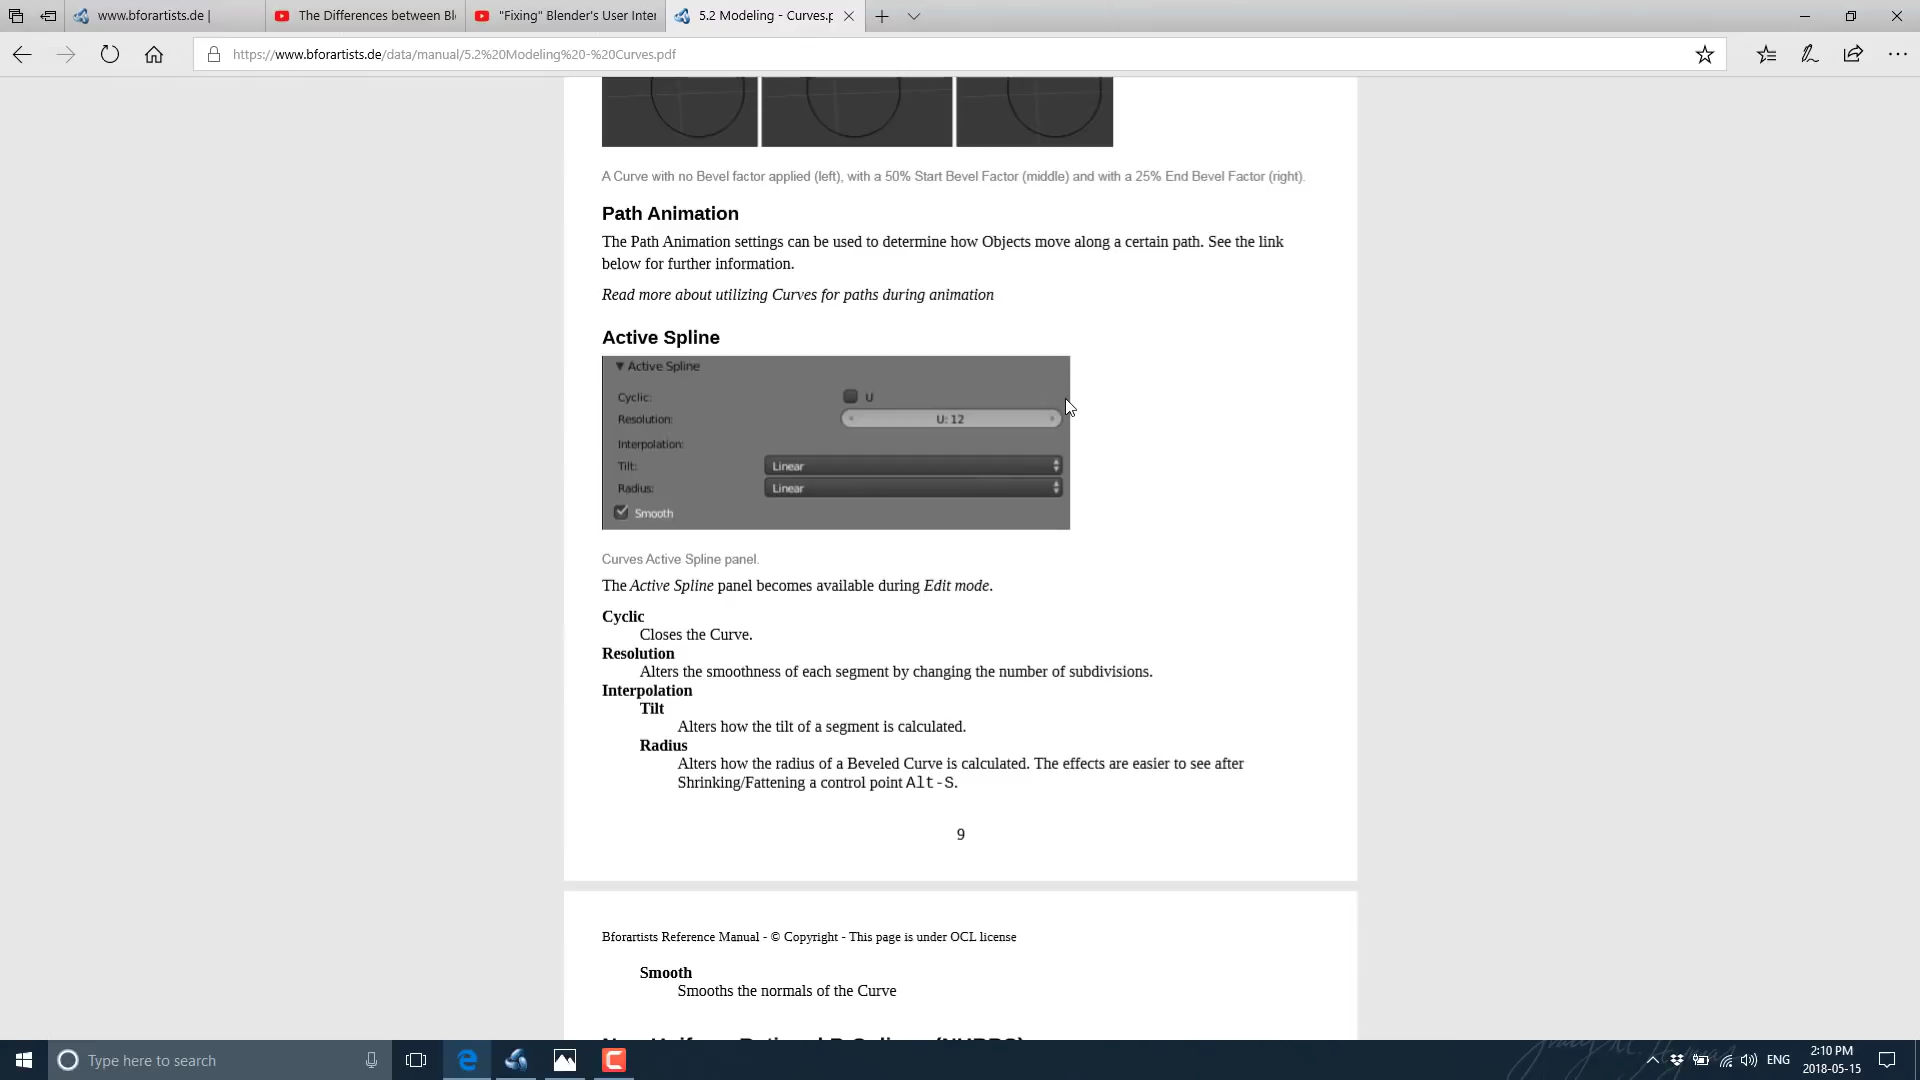 www.bforartists.de |
The Differences between Bl
"Fixing" Blender's User Inter
5.2 Modeling - Curves.p
https://www.bforartists.de/data/manual/5.2%20Modeling%20-%20Curves.pdf
A Curve with no Bevel factor applied (left), with a 50% Start Bevel Factor (middle) and with a 25% End Bevel Factor (right).
Path Animation
The Path Animation settings can be used to determine how Objects move along a certain path. See the link
below for further information.
Read more about utilizing Curves for paths during animation
Active Spline
Active Spline
Cyclic: U
Resolution: U: 12
Interpolation:
Tilt: Linear
Radius: Linear
Smooth
Curves Active Spline panel.
The Active Spline panel becomes available during Edit mode.
Cyclic
Closes the Curve.
Resolution
Alters the smoothness of each segment by changing the number of subdivisions.
Interpolation
Tilt
Alters how the tilt of a segment is calculated.
Radius
Alters how the radius of a Beveled Curve is calculated. The effects are easier to see after
Shrinking/Fattening a control point Alt-S.
9
Bforartists Reference Manual - © Copyright - This page is under OCL license
Smooth
Smooths the normals of the Curve
Type here to search
ENG
2:10 PM
2018-05-15